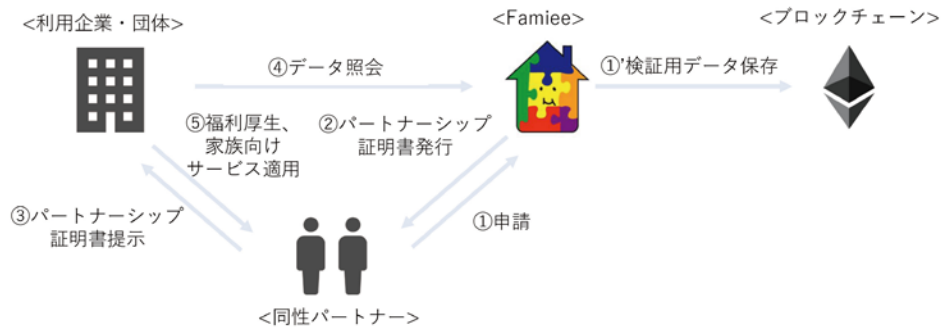 <利用企業・団体>
<Famiee>
<ブロックチェーン>
④データ照会
①'検証用データ保存
⑤福利厚生、
家族向け
サービス適用
②パートナーシップ
証明書発行
③パートナーシップ
証明書提示
①申請
<同性パートナー>